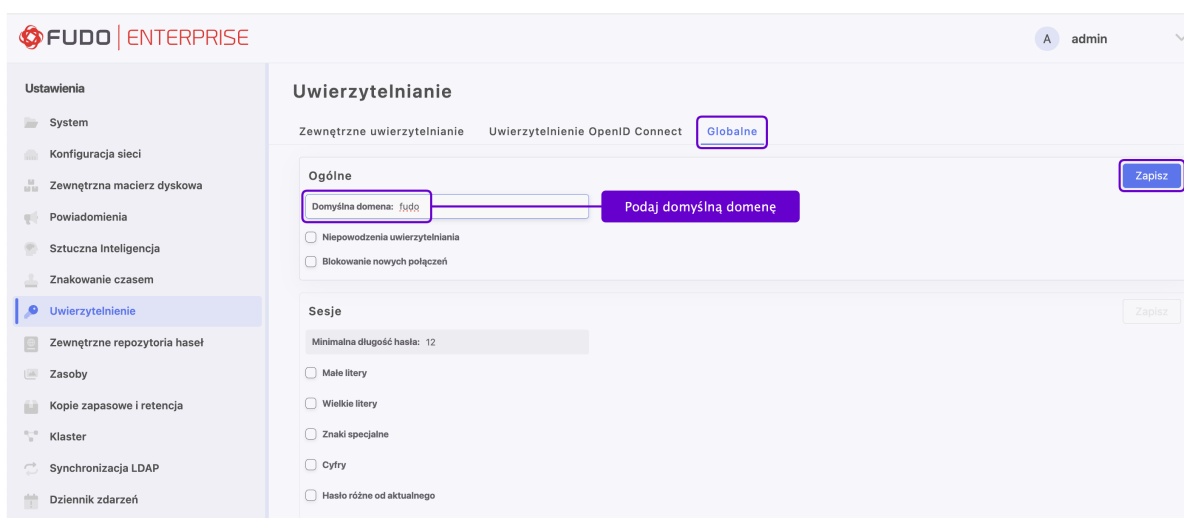 FUDO ENTERPRISE
A admin
Ustawienia
System
Konfiguracja sieci
Zewnętrzna macierz dyskowa
Powiadomienia
Sztuczna Inteligencja
Znakowanie czasem
Uwierzytelnienie
Zewnętrzne repozytoria haseł
Zasoby
Kopie zapasowe i retencja
Klaster
Synchronizacja LDAP
Dziennik zdarzeń
Uwierzytelnianie
Zewnętrzne uwierzytelnianie Uwierzytelnienie OpenID Connect Globalne
Ogólne Zapisz
Domyślna domena: fudo Podaj domyślną domenę
Niepowodzenia uwierzytelniania
Blokowanie nowych połączeń
Sesje Zapisz
Minimalna długość hasła: 12
Małe litery
Wielkie litery
Znaki specjalne
Cyfry
Hasło różne od aktualnego